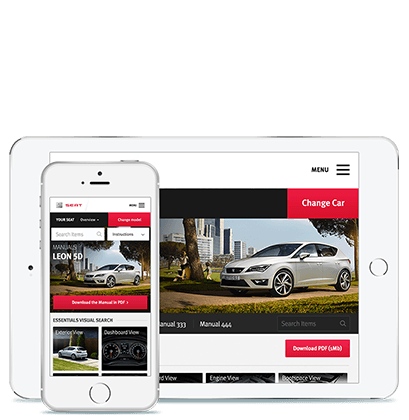 MENU
Change Car
Manual 333
Manual 444
Search Items
Download PDF (1Mb)
Engine View
Bootspace View
SEAT
MENU
YOUR SEAT
Overview
Change model
Search Items
Instructions
MANUALS
LEON 5D
Download the Manual in PDF >
ESSENTIALS VISUAL SEARCH
Exterior View
Dashboard View